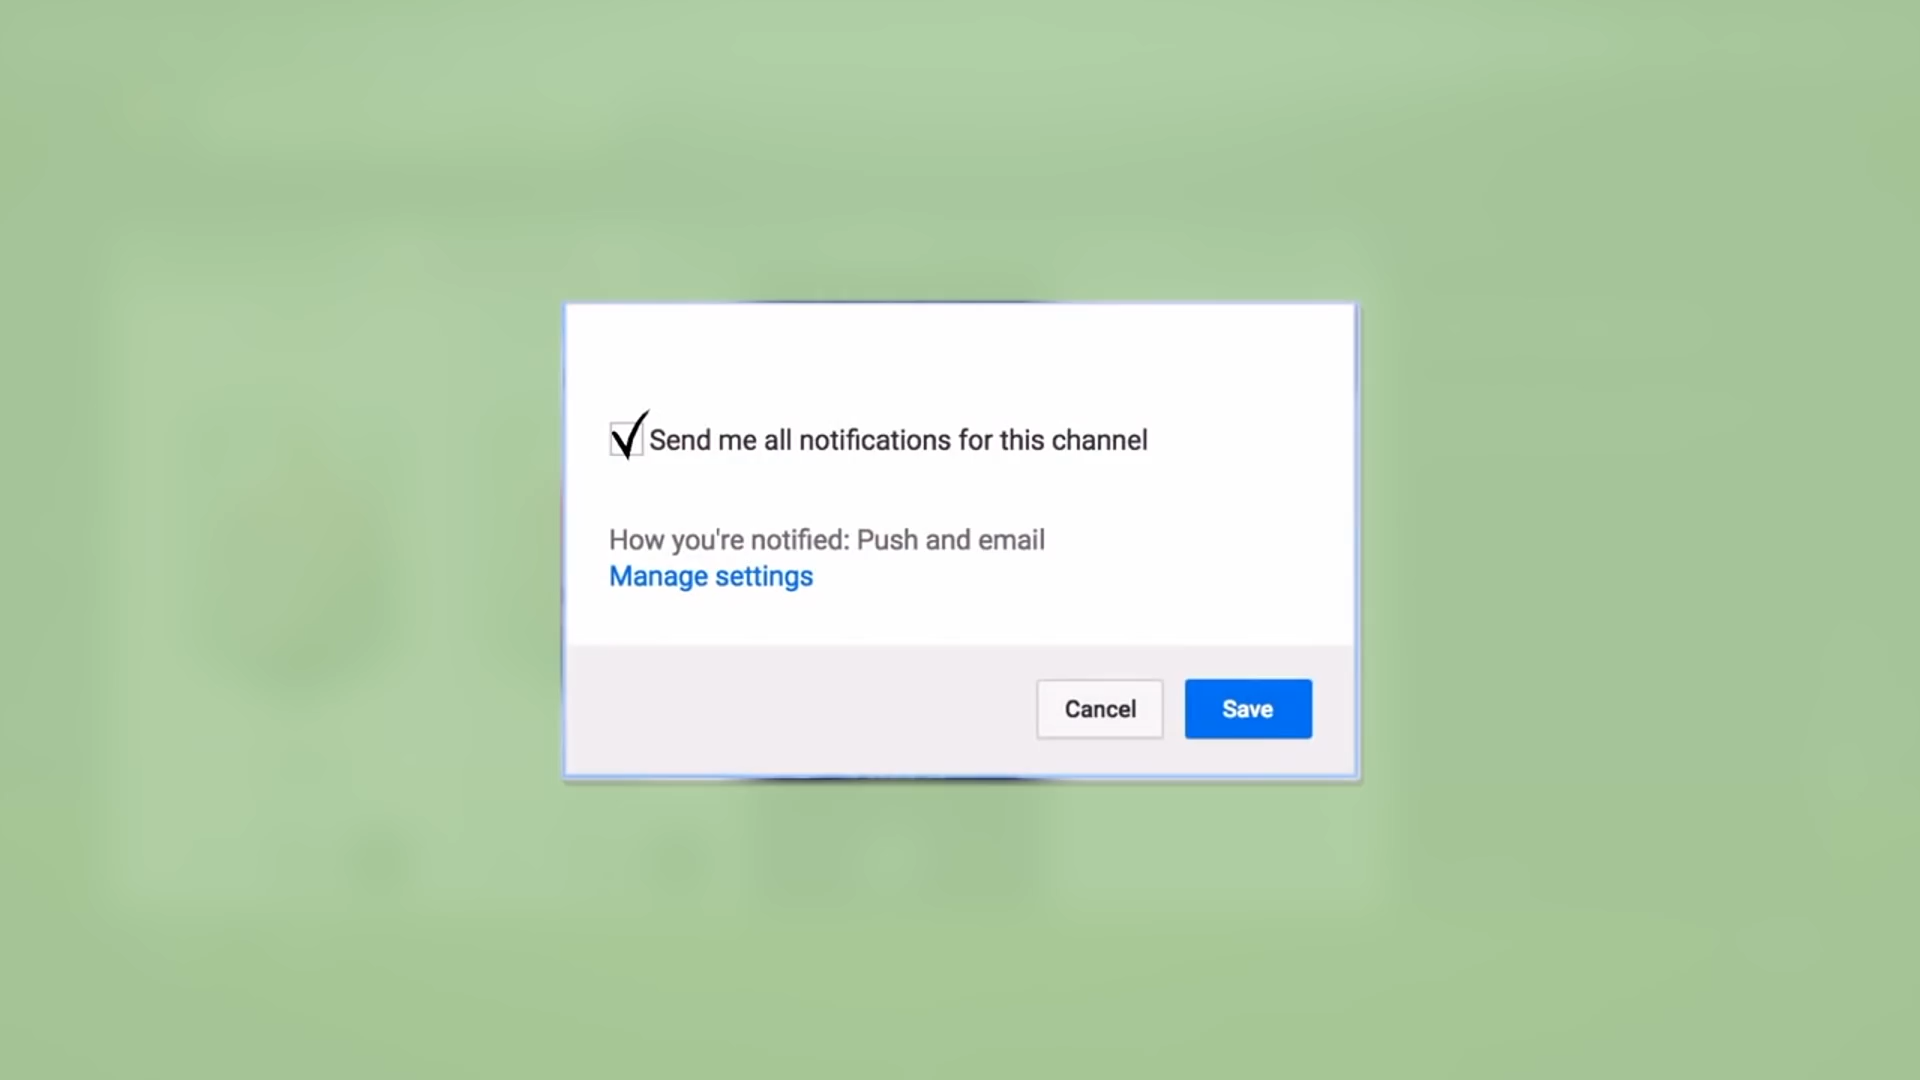 Send me all notifications for this channel
How you're notified: Push and email
Manage settings
Cancel
Save